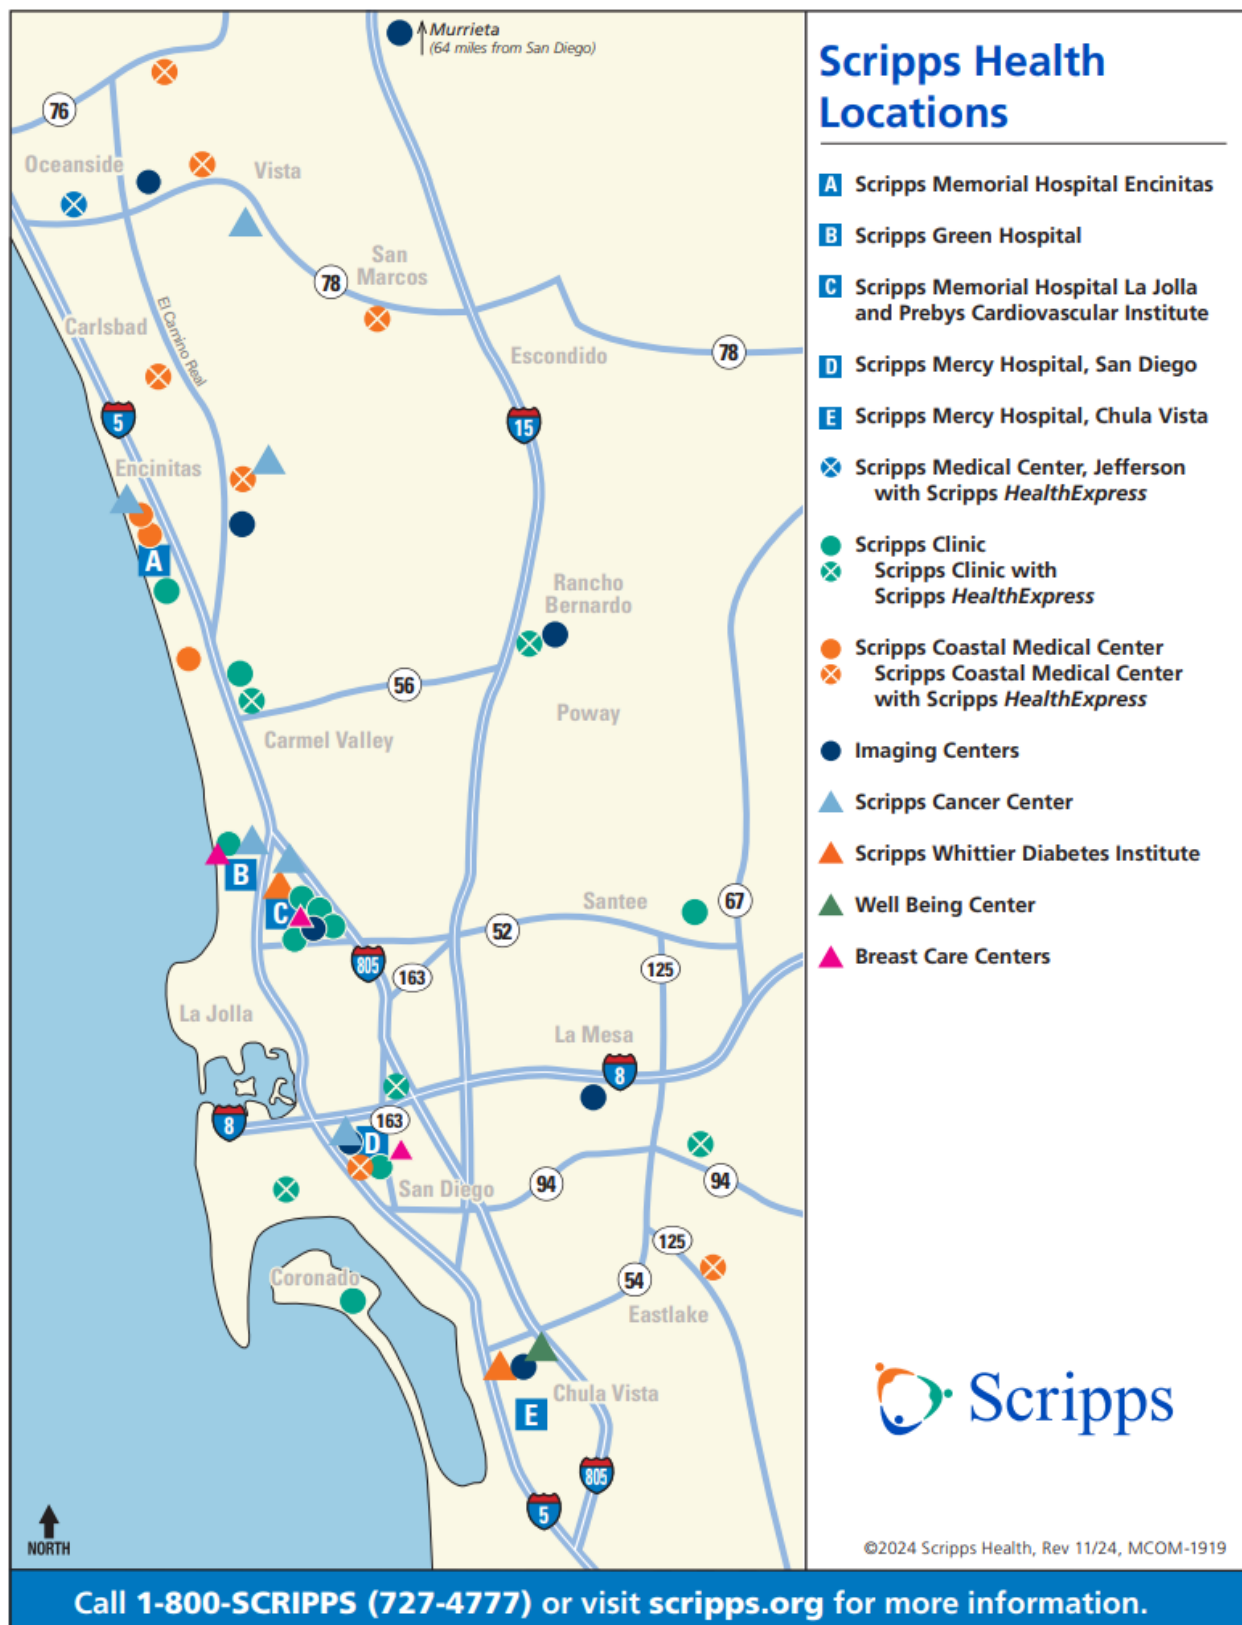 Murrieta
(64 miles from San Diego)
76
Oceanside
Vista
San
Marcos
78
Carlsbad
El Camino Real
Escondido
78
5
15
Encinitas
A
Rancho
Bernardo
56
Poway
Carmel Valley
B
C
Santee
67
52
805
163
125
La Jolla
La Mesa
8
8
163
D
San Diego
94
94
125
Coronado
54
Eastlake
Chula Vista
E
805
5
NORTH
Scripps Health
Locations
A Scripps Memorial Hospital Encinitas
B Scripps Green Hospital
C Scripps Memorial Hospital La Jolla
and Prebys Cardiovascular Institute
D Scripps Mercy Hospital, San Diego
E Scripps Mercy Hospital, Chula Vista
Scripps Medical Center, Jefferson
with Scripps HealthExpress
Scripps Clinic
Scripps Clinic with
Scripps HealthExpress
Scripps Coastal Medical Center
Scripps Coastal Medical Center
with Scripps HealthExpress
Imaging Centers
Scripps Cancer Center
Scripps Whittier Diabetes Institute
Well Being Center
Breast Care Centers
Scripps
©2024 Scripps Health, Rev 11/24, MCOM-1919
Call 1-800-SCRIPPS (727-4777) or visit scripps.org for more information.